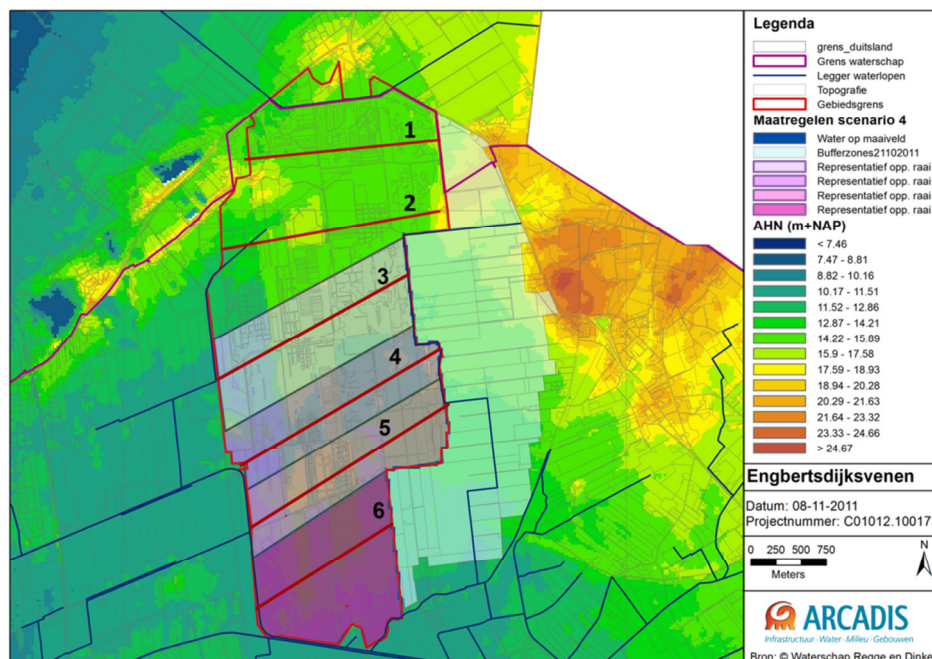 1
2
3
4
5
6
Legenda
grens_duitsland
Grens waterschap
Legger waterlopen
Topografie
Gebiedsgrens
Maatregelen scenario 4
Water op maaiveld
Bufferzones21102011
Representatief opp. raai
Representatief opp. raai
Representatief opp. raai
Representatief opp. raai
AHN (m+NAP)
< 7.46
7.47 - 8.81
8.82 - 10.16
10.17 - 11.51
11.52 - 12.86
12.87 - 14.21
14.22 - 15.89
15.9 - 17.58
17.59 - 18.93
18.94 - 20.28
20.29 - 21.63
21.64 - 23.32
23.33 - 24.66
> 24.67
Engbertsdijksvenen
Datum: 08-11-2011
Projectnummer: C01012.10017
0 250 500 750
Meters
N
ARCADIS
Infrastructuur · Water · Milieu · Gebouwen
Bron: © Waterschap Regge en Dinke